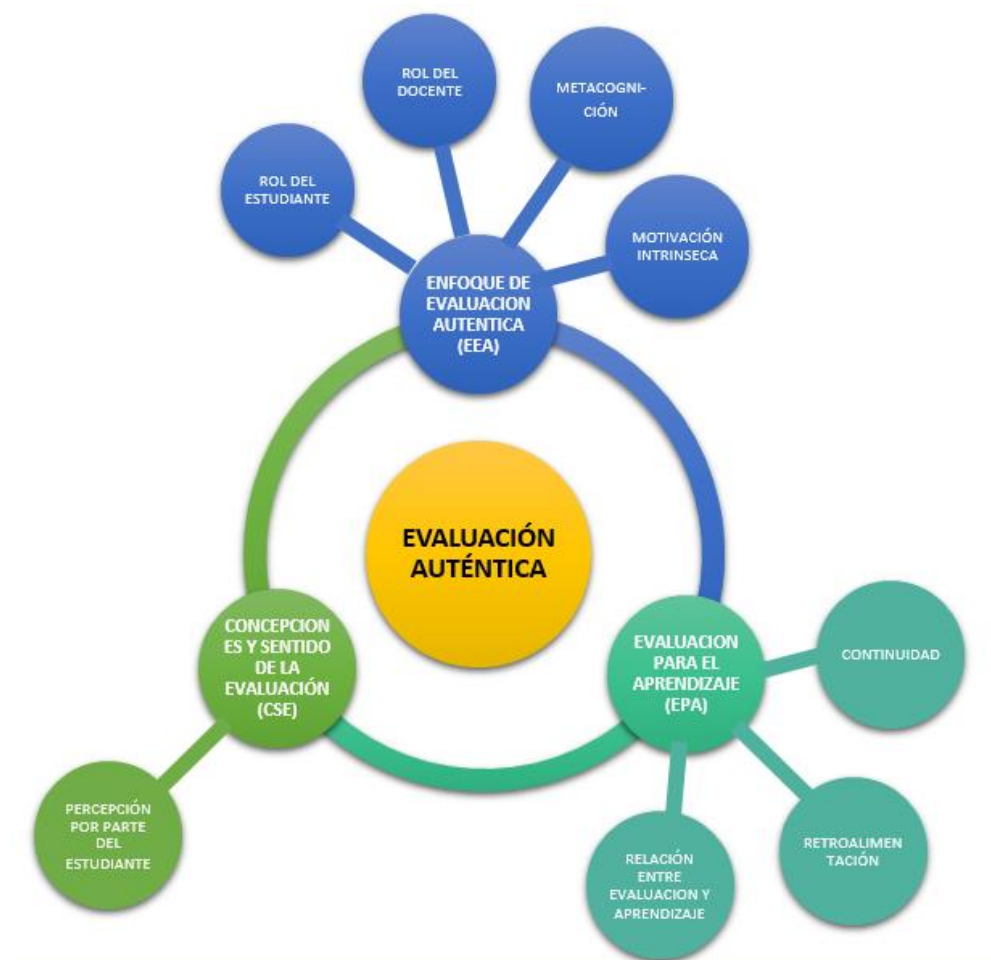 ROL DEL
DOCENTE
METACOGNI-
CIÓN
ROL DEL
ESTUDIANTE
MOTIVACIÓN
INTRINSECA
ENFOQUE DE
EVALUACION
AUTENTICA
(EEA)
EVALUACIÓN
AUTÉNTICA
CONCEPCION
ES Y SENTIDO
DE LA
EVALUACIÓN
(CSE)
EVALUACION
PARA EL
APRENDIZAJE
(EPA)
CONTINUIDAD
PERCEPCIÓN
POR PARTE
DEL
ESTUDIANTE
RETROALIMEN
TACIÓN
RELACIÓN
ENTRE
EVALUACION Y
APRENDIZAJE